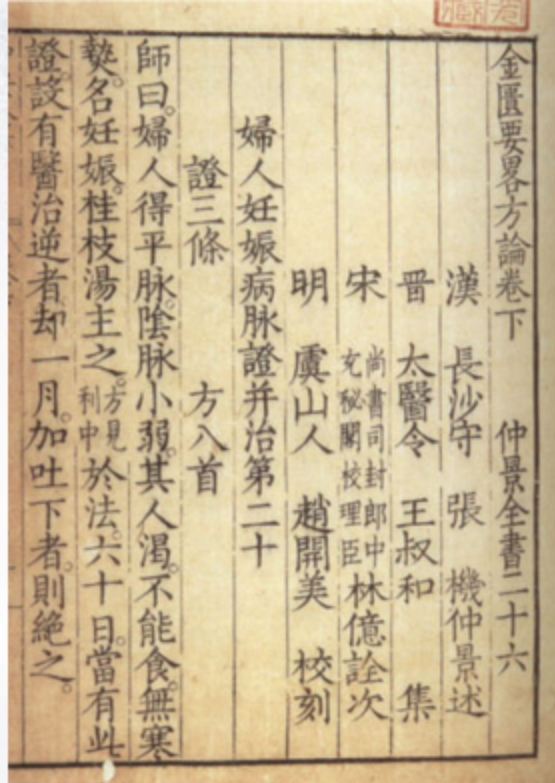 金匱要畧方論卷下 仲景全書二十六
漢 長沙守 張 機仲景述
晉 太醫令 王叔和 集
宋 尚書司封郎中充秘閣校理臣林億詮次
明 虞山人 趙開美 校刻
婦人妊娠病脉證并治第二十
證三條 方八首
師曰。婦人得平脉。陰脉小弱。其人渴。不能食。無寒
熱。名妊娠。桂枝湯主之。方見利中於法。六十日。當有此
證。設有醫治逆者。却一月。加吐下者。則絶之。